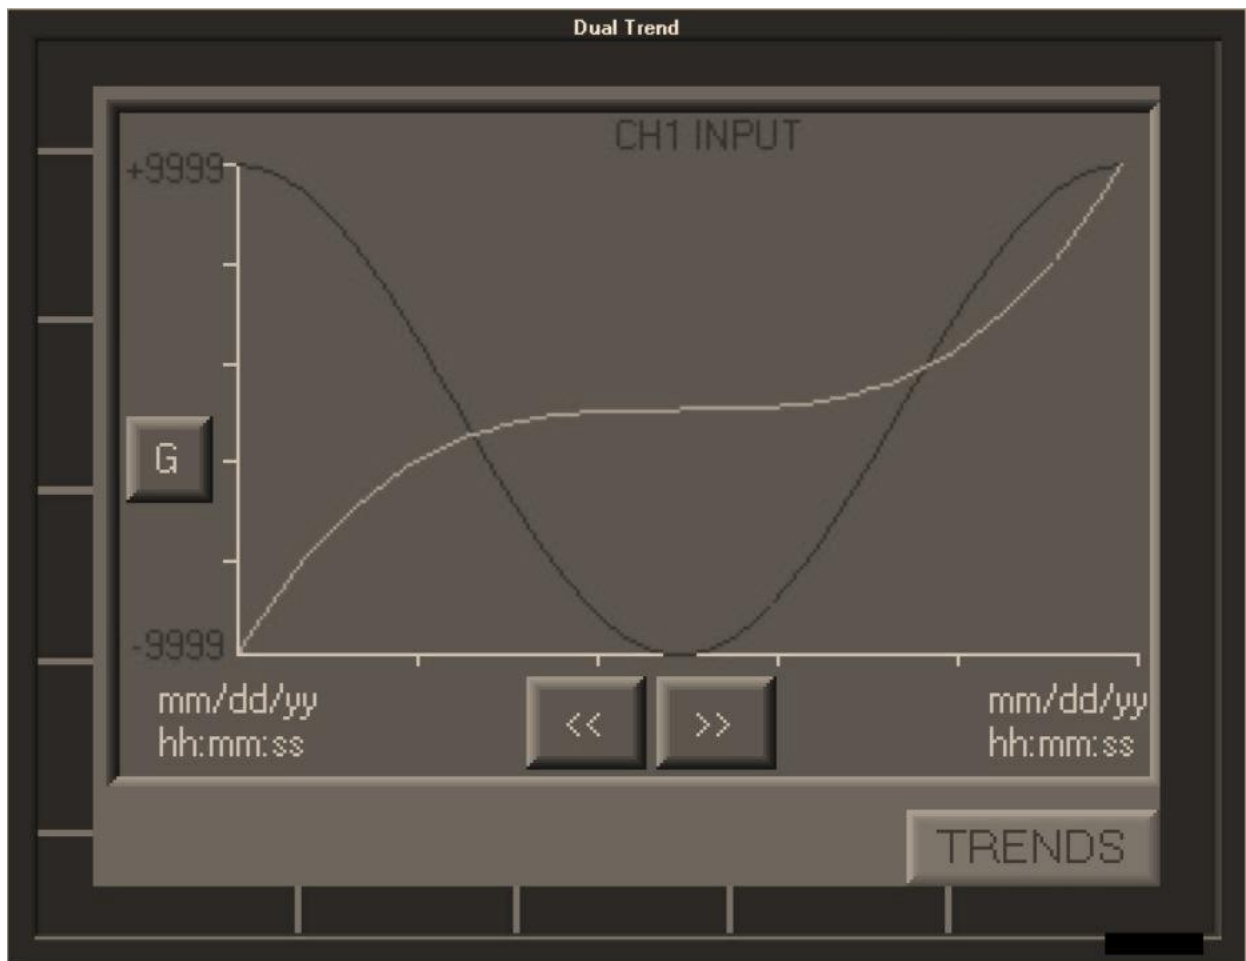 Dual Trend
CH1 INPUT
+9999
G
-9999
mm/dd/yy
hh:mm:ss
<<
>>
mm/dd/yy
hh:mm:ss
TRENDS